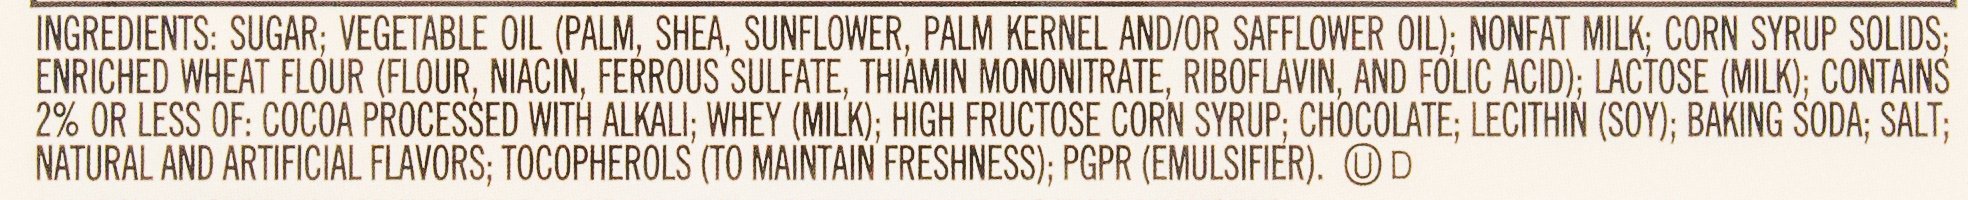 INGREDIENTS: SUGAR; VEGETABLE OIL (PALM, SHEA, SUNFLOWER, PALM KERNEL AND/OR SAFFLOWER OIL); NONFAT MILK; CORN SYRUP SOLIDS;
ENRICHED WHEAT FLOUR (FLOUR, NIACIN, FERROUS SULFATE, THIAMIN MONONITRATE, RIBOFLAVIN, AND FOLIC ACID); LACTOSE (MILK); CONTAINS
2% OR LESS OF: COCOA PROCESSED WITH ALKALI; WHEY (MILK); HIGH FRUCTOSE CORN SYRUP; CHOCOLATE; LECITHIN (SOY); BAKING SODA; SALT;
NATURAL AND ARTIFICIAL FLAVORS; TOCOPHEROLS (TO MAINTAIN FRESHNESS); PGPR (EMULSIFIER). Ⓤ D